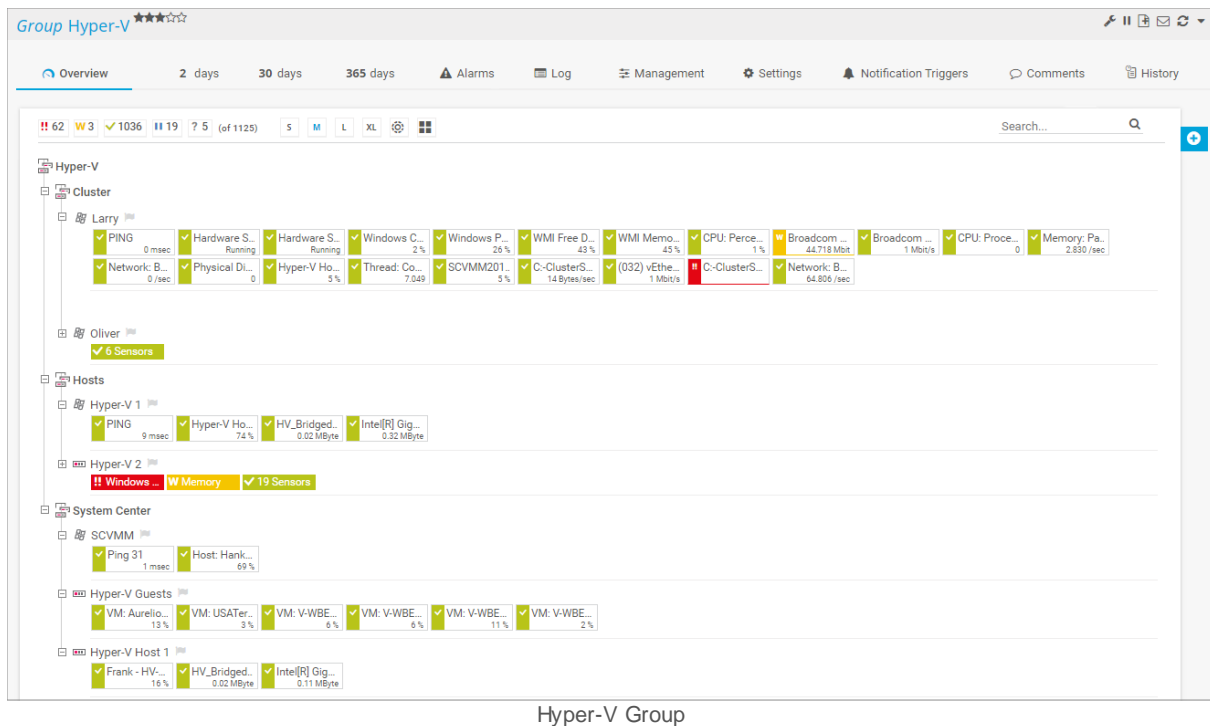 Group Hyper-V
Overview 2 days 30 days 365 days Alarms Log Management Settings Notification Triggers Comments History
!! 62 W 3 1036 19 ? 5 (of 1125) S M L XL Search...
Hyper-V
Cluster
Larry
PING Hardware S... Hardware S... Windows C... Windows P... WMI Free D... WMI Memo... CPU: Perce... W Broadcom ... Broadcom ... CPU: Proce... Memory: Pa..
0 msec Running Running 2 % 26 % 43 % 45 % 1 % 44.718 Mbit 1 Mbit/s 0 2.830 /sec
Network: B... Physical Di... Hyper-V Ho... Thread: Co... SCVMM201.. C:-ClusterS... (032) vEthe... !! C:-ClusterS... Network: B...
0 /sec 0 5 % 7.049 5 % 14 Bytes/sec 1 Mbit/s 64.806 /sec
Oliver
6 Sensors
Hosts
Hyper-V 1
PING Hyper-V Ho... HV_Bridged.. Intel[R] Gig...
9 msec 74 % 0.02 MByte 0.32 MByte
Hyper-V 2
!! Windows ... W Memory 19 Sensors
System Center
SCVMM
Ping 31 Host: Hank...
1 msec 69 %
Hyper-V Guests
VM: Aurelio... VM: USATer.. VM: V-WBE... VM: V-WBE... VM: V-WBE... VM: V-WBE...
13 % 3 % 6 % 6 % 11 % 2 %
Hyper-V Host 1
Frank - HV-... HV_Bridged.. Intel[R] Gig...
16 % 0.02 MByte 0.11 MByte
Hyper-V Group